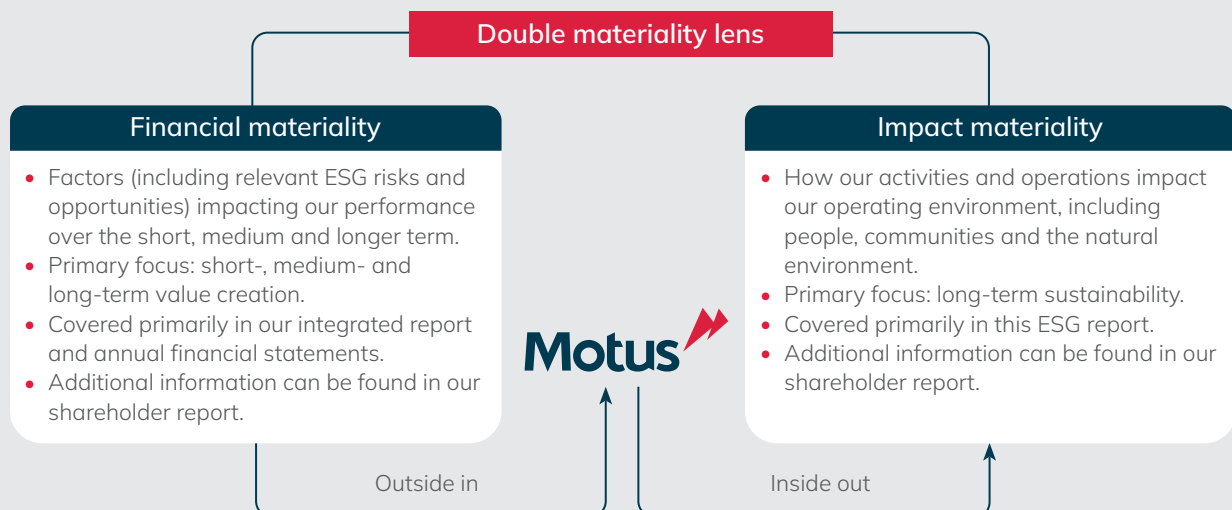 Double materiality lens
Financial materiality
• Factors (including relevant ESG risks and
opportunities) impacting our performance
over the short, medium and longer term.
• Primary focus: short-, medium- and
long-term value creation.
• Covered primarily in our integrated report
and annual financial statements.
• Additional information can be found in our
shareholder report.
Motus
Impact materiality
• How our activities and operations impact
our operating environment, including
people, communities and the natural
environment.
• Primary focus: long-term sustainability.
• Covered primarily in this ESG report.
• Additional information can be found in our
shareholder report.
Outside in
Inside out